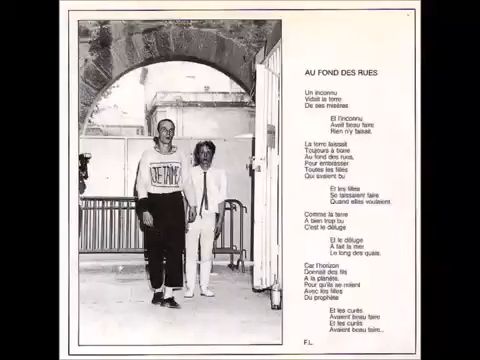 AU FOND DES RUES
Un inconnu
Vidait la terre
De ses misères
Et l'inconnu
Avait beau faire
Rien n'y faisait.
La terre laissait
Toujours à boire
Au fond des rues,
Pour embrasser
Toutes les filles
Qui avaient bu
Et les filles
Se laissaient faire
Quand elles voulaient.
Comme la terre
A bien trop bu
C'est le déluge
Et le déluge
A fait la mer
Le long des quais.
Car l'horizon
Donnait des fils
A la planète,
Pour qu'ils se noient
Avec les filles
Du prophète
Et les curés
Avaient beau faire
Et les curés
Avaient beau faire...
F.L.
JE T'AIME